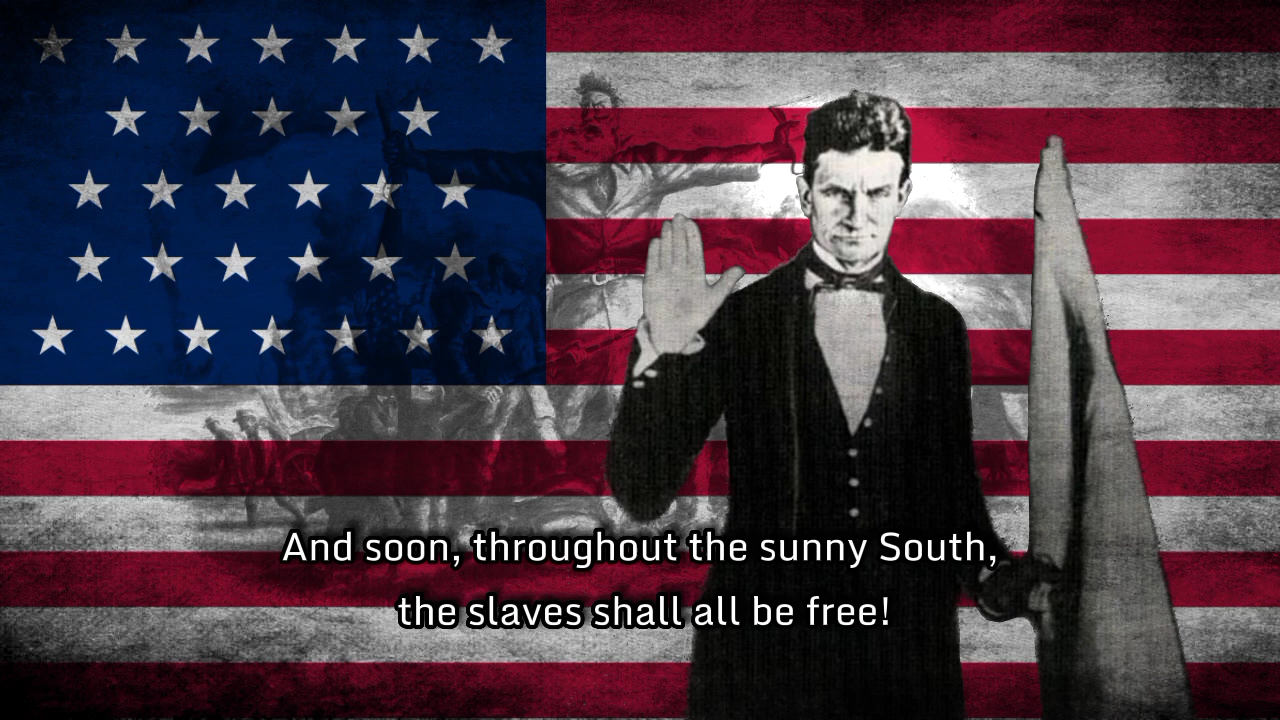 And soon, throughout the sunny South,
the slaves shall all be free!